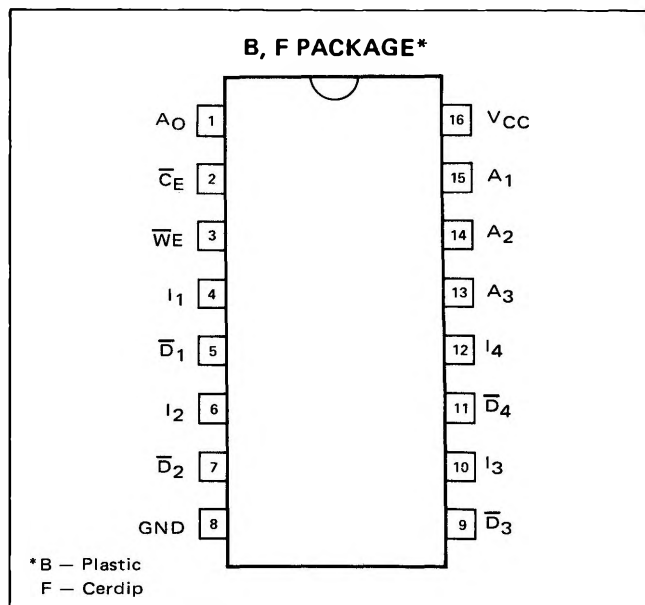 B, F PACKAGE*
A0 1
C̅E 2
W̅E 3
I1 4
D̅1 5
I2 6
D̅2 7
GND 8
16 VCC
15 A1
14 A2
13 A3
12 I4
11 D̅4
10 I3
9 D̅3
*B — Plastic
F — Cerdip